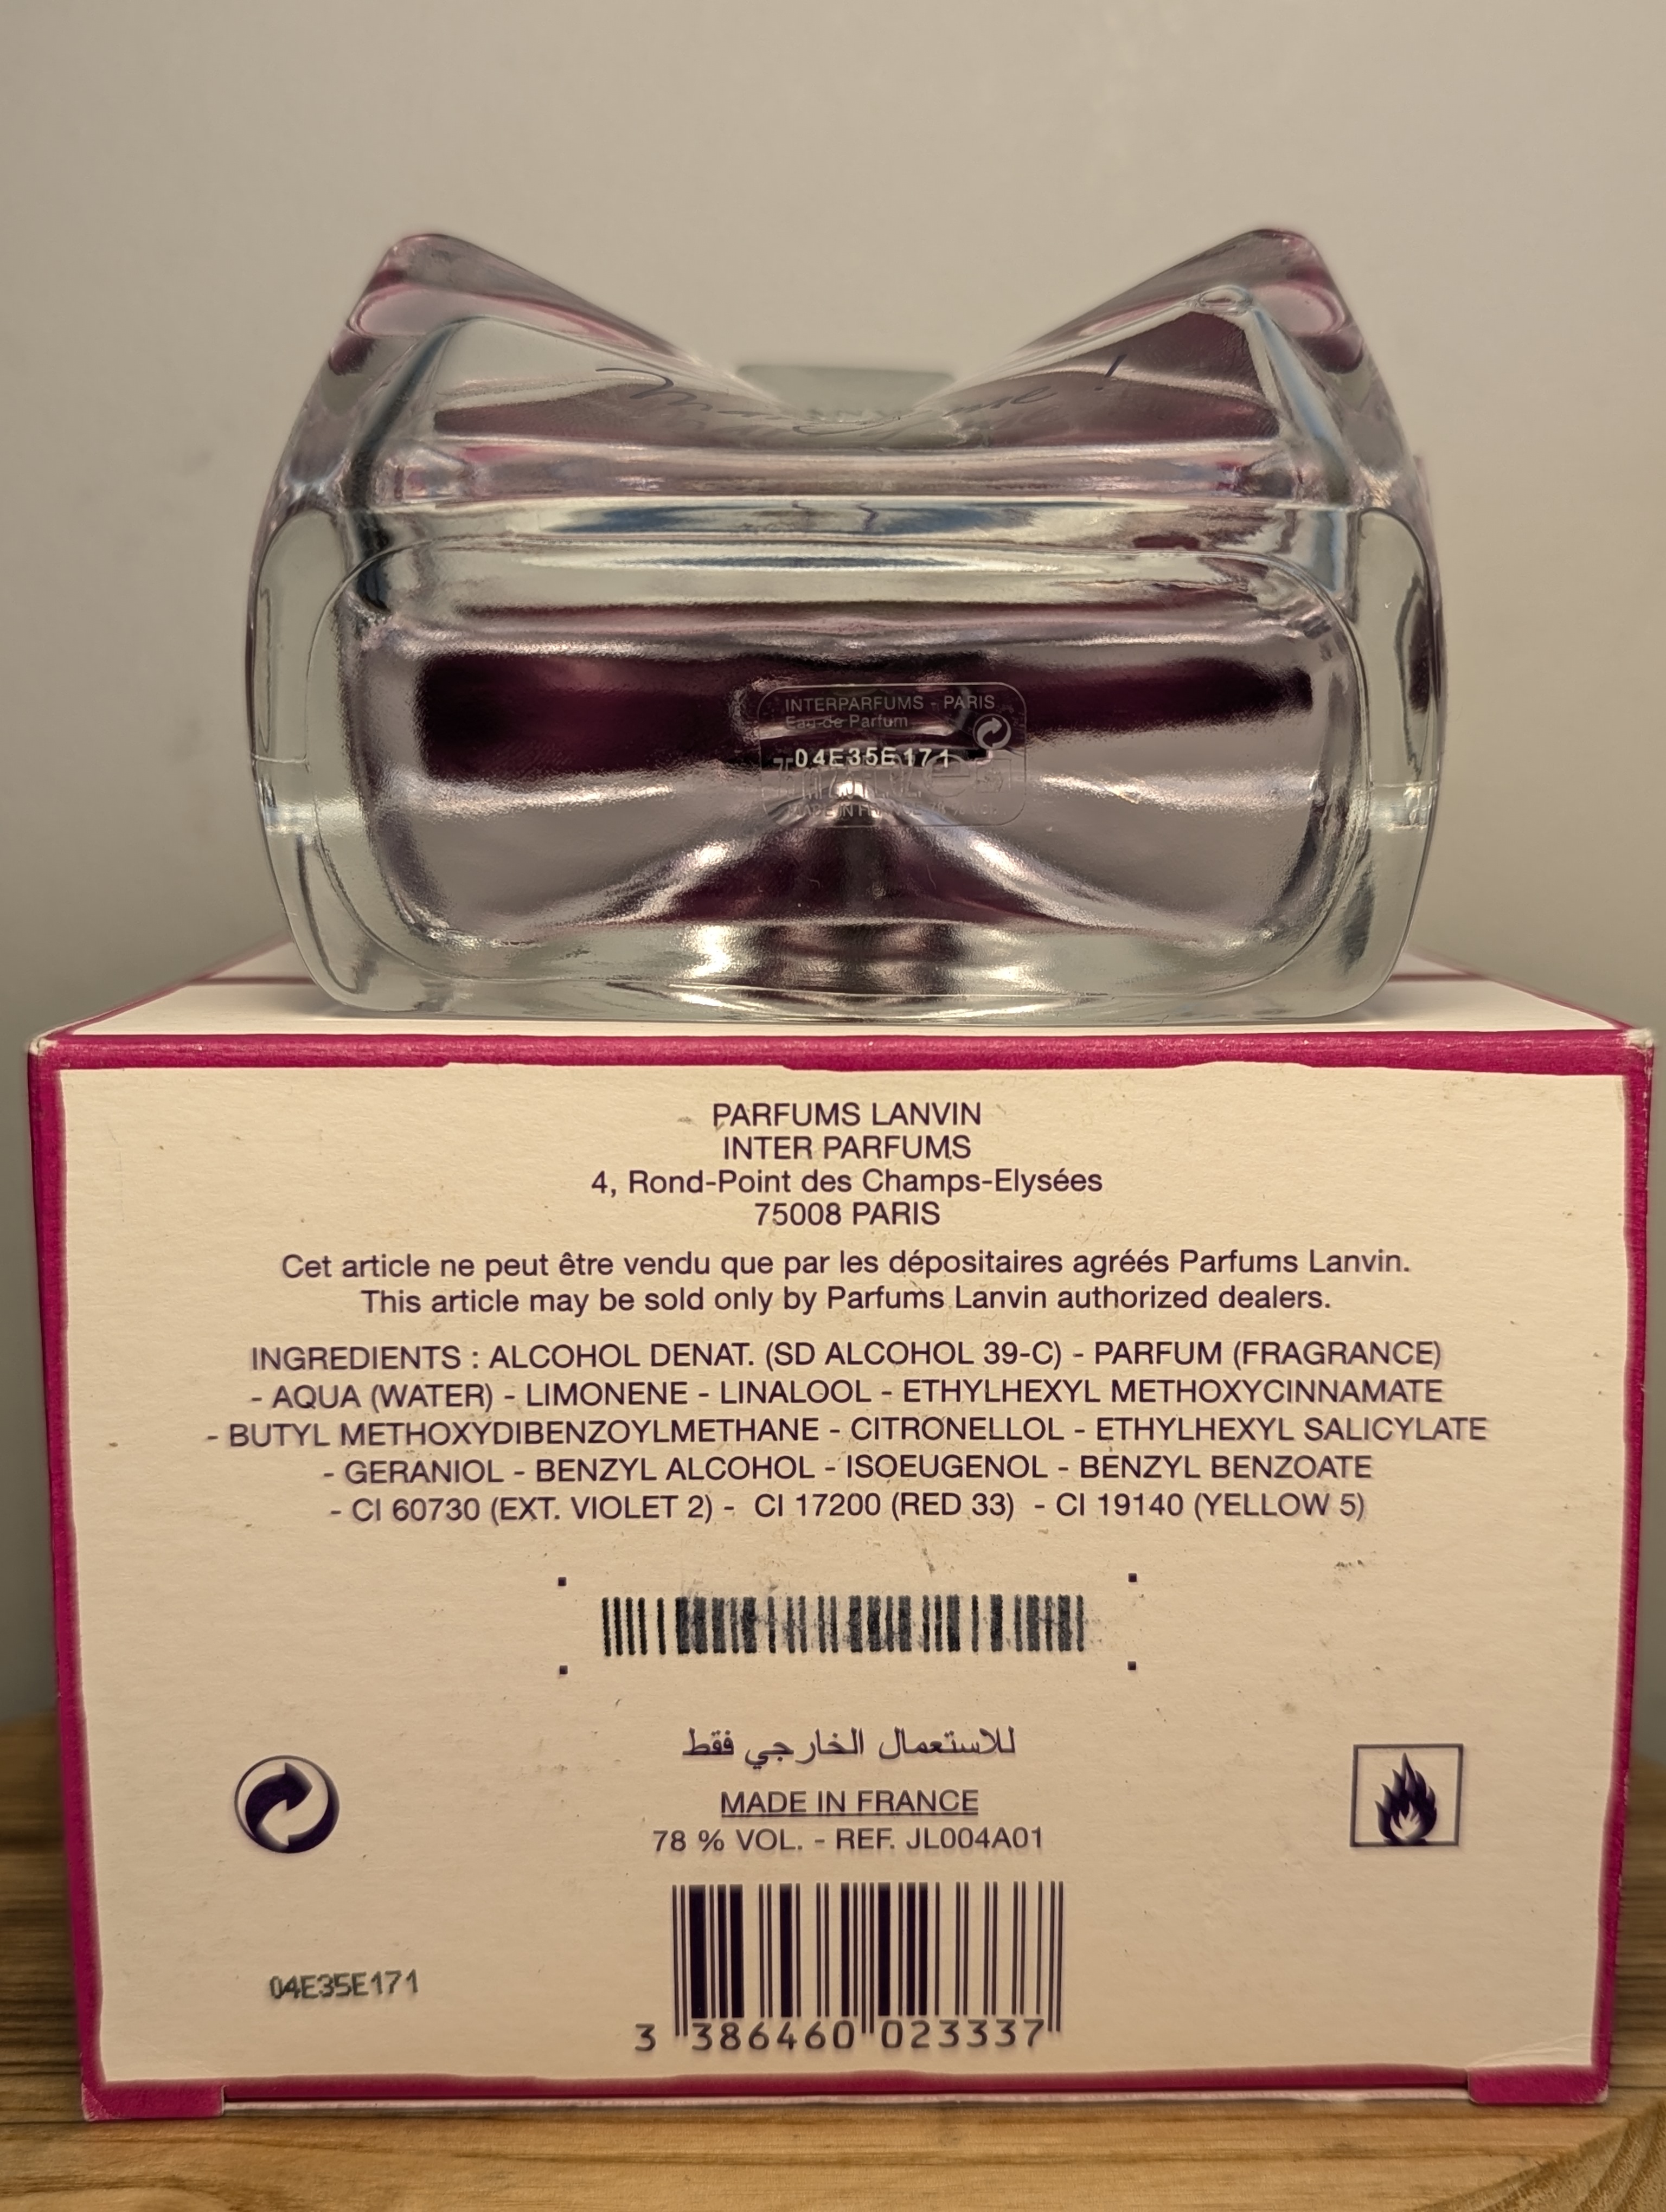 INTERPARFUMS - PARIS
Eau de Parfum
04E35E171
PARFUMS LANVIN
INTER PARFUMS
4, Rond-Point des Champs-Elysées
75008 PARIS
Cet article ne peut être vendu que par les dépositaires agréés Parfums Lanvin.
This article may be sold only by Parfums Lanvin authorized dealers.
INGREDIENTS : ALCOHOL DENAT. (SD ALCOHOL 39-C) - PARFUM (FRAGRANCE)
- AQUA (WATER) - LIMONENE - LINALOOL - ETHYLHEXYL METHOXYCINNAMATE
- BUTYL METHOXYDIBENZOYLMETHANE - CITRONELLOL - ETHYLHEXYL SALICYLATE
- GERANIOL - BENZYL ALCOHOL - ISOEUGENOL - BENZYL BENZOATE
- CI 60730 (EXT. VIOLET 2) - CI 17200 (RED 33) - CI 19140 (YELLOW 5)
للاستعمال الخارجي فقط
MADE IN FRANCE
78 % VOL. - REF. JL004A01
04E35E171
3 386460 023337